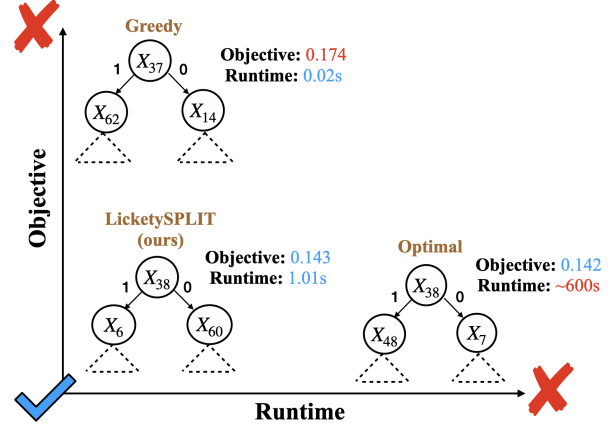 Greedy
X37
1
0
X62
X14
Objective: 0.174
Runtime: 0.02s
Objective
LicketySPLIT
(ours)
X38
1
0
X6
X60
Objective: 0.143
Runtime: 1.01s
Optimal
X38
1
0
X48
X7
Objective: 0.142
Runtime: ~600s
Runtime